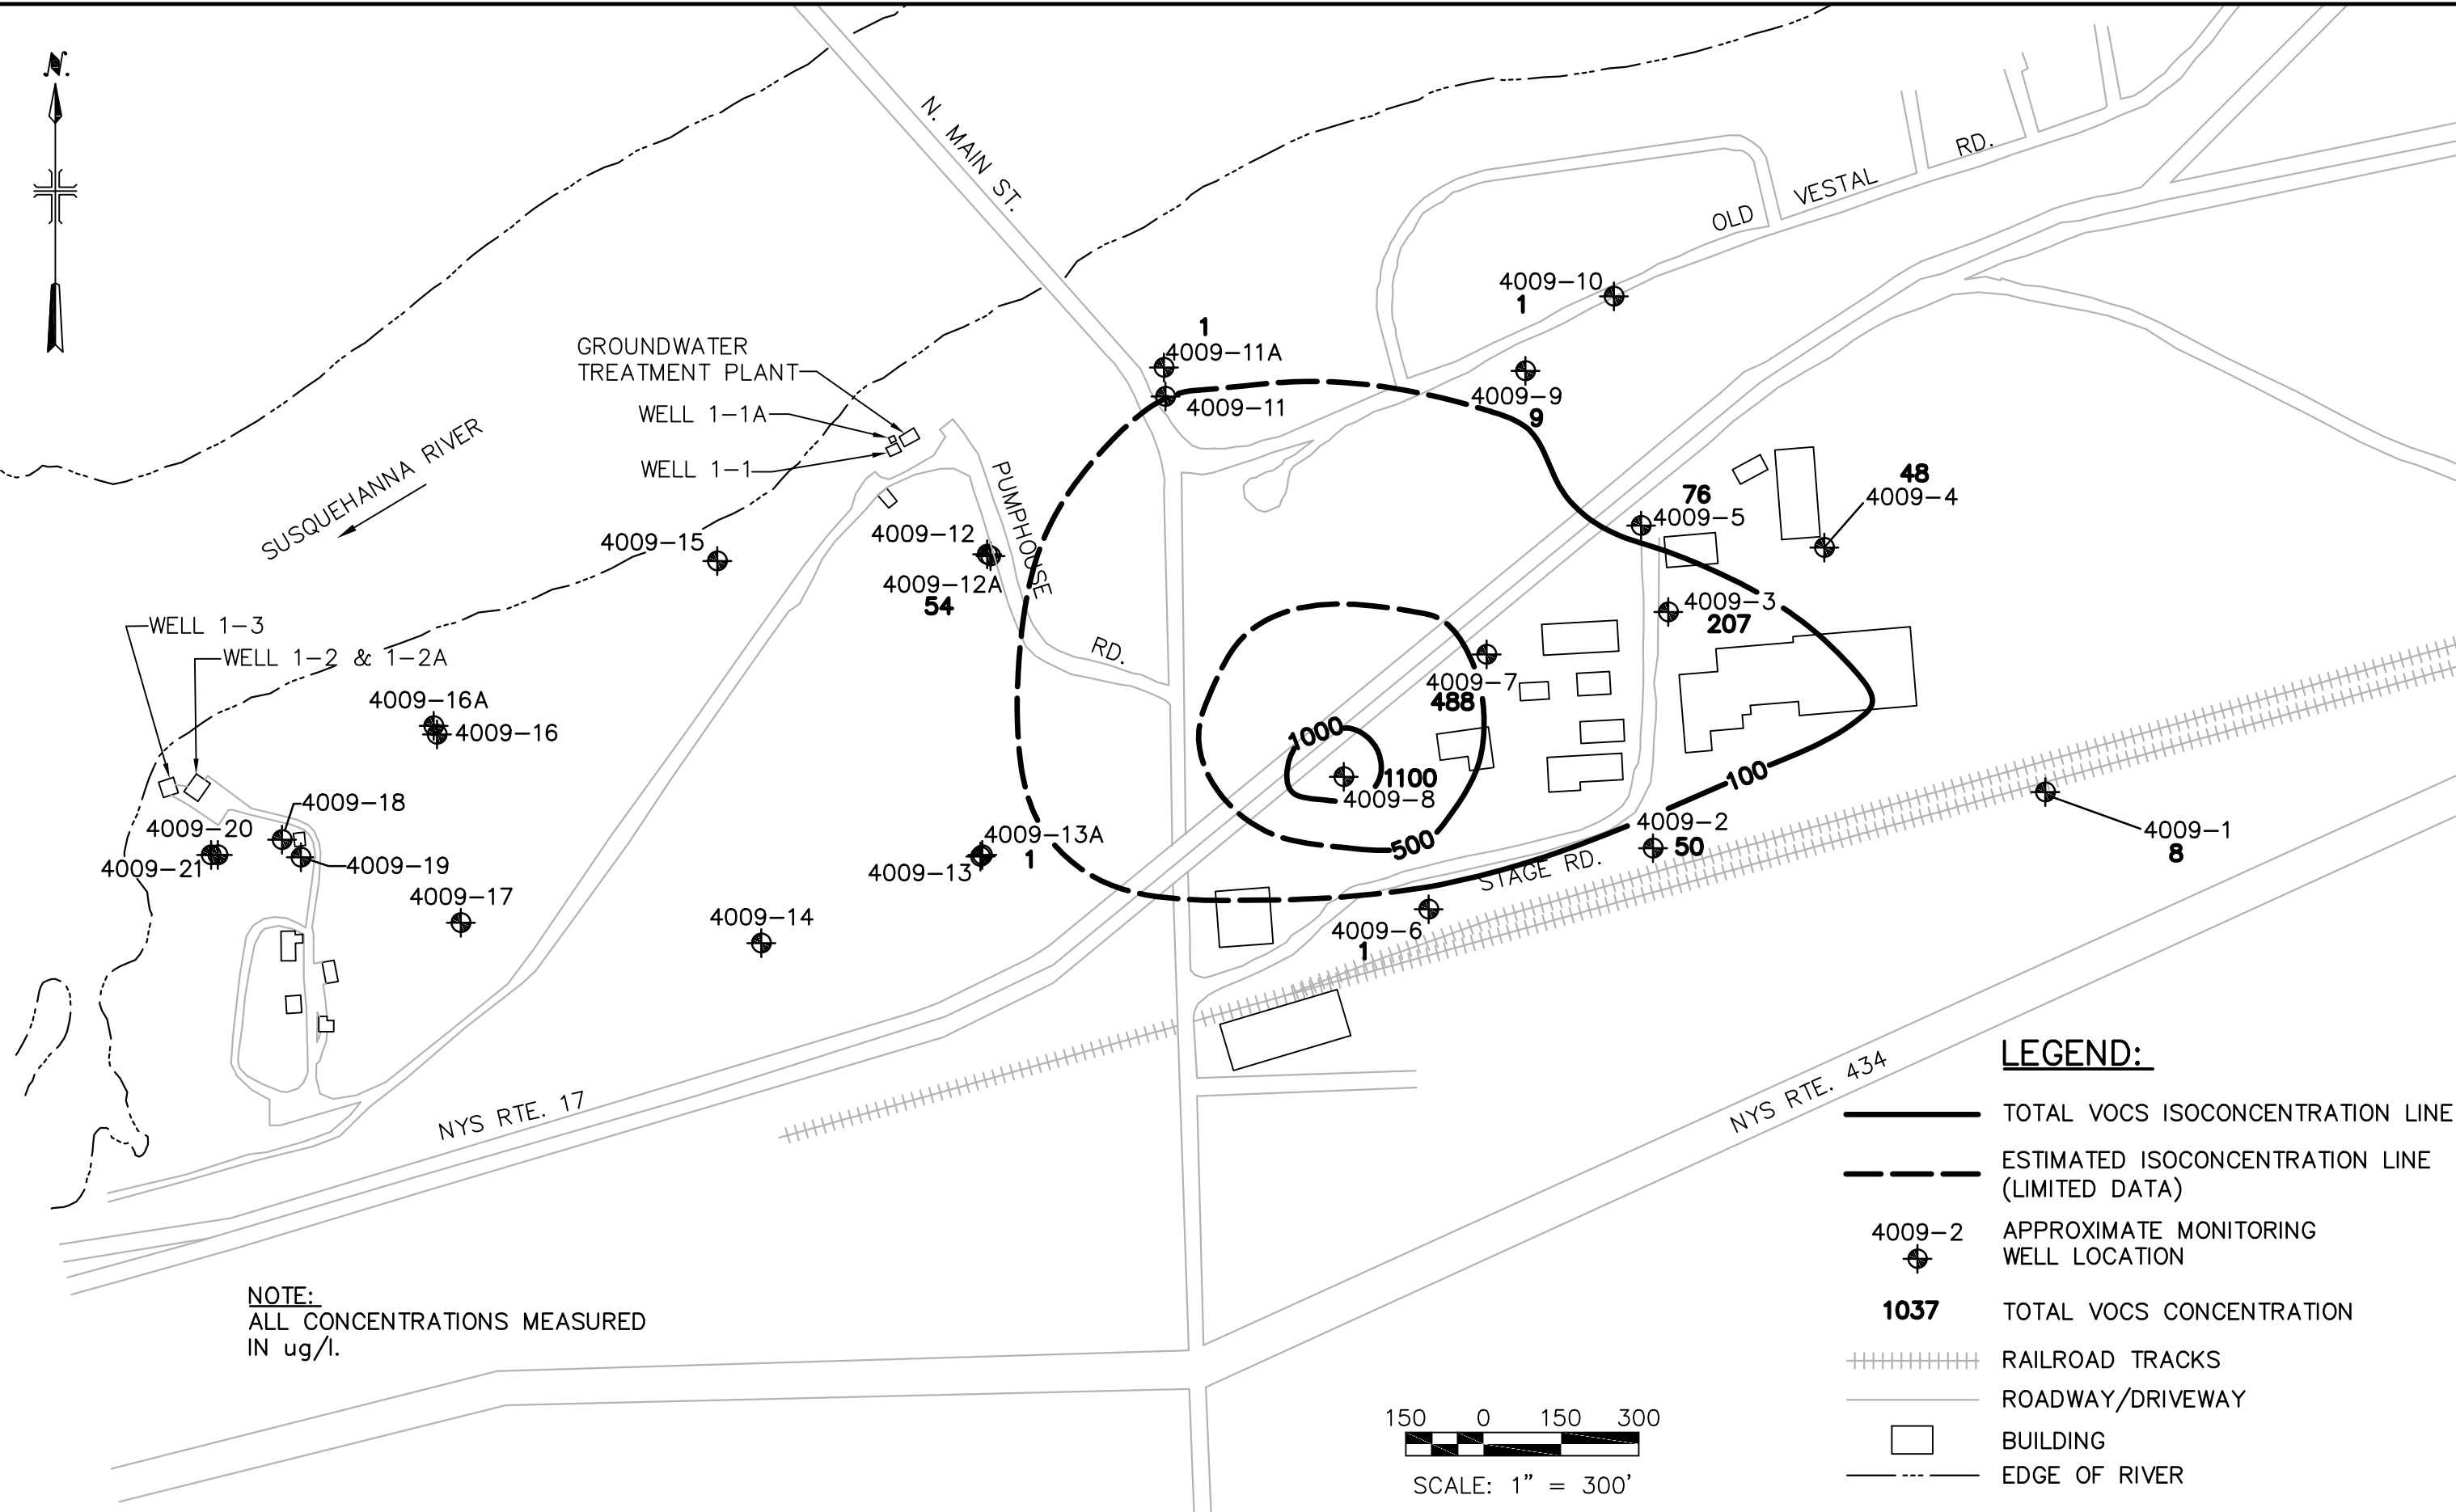 N.
N. MAIN ST.
OLD VESTAL RD.
4009-10
1
1
4009-11A
4009-11
GROUNDWATER
TREATMENT PLANT
WELL 1-1A
WELL 1-1
4009-9
9
SUSQUEHANNA RIVER
PUMPHOUSE RD.
76
4009-5
48
4009-4
4009-15
4009-12
4009-12A
54
4009-3
207
WELL 1-3
WELL 1-2 & 1-2A
4009-16A
4009-16
4009-7
488
1000
1100
4009-8
100
500
4009-18
4009-20
4009-21
4009-19
4009-17
4009-13A
1
4009-13
4009-14
4009-2
50
4009-1
8
STAGE RD.
4009-6
1
NYS RTE. 17
NYS RTE. 434
LEGEND:
TOTAL VOCS ISOCONCENTRATION LINE
ESTIMATED ISOCONCENTRATION LINE
(LIMITED DATA)
4009-2 APPROXIMATE MONITORING
WELL LOCATION
1037 TOTAL VOCS CONCENTRATION
RAILROAD TRACKS
ROADWAY/DRIVEWAY
BUILDING
EDGE OF RIVER
NOTE:
ALL CONCENTRATIONS MEASURED
IN ug/l.
150 0 150 300
SCALE: 1" = 300'